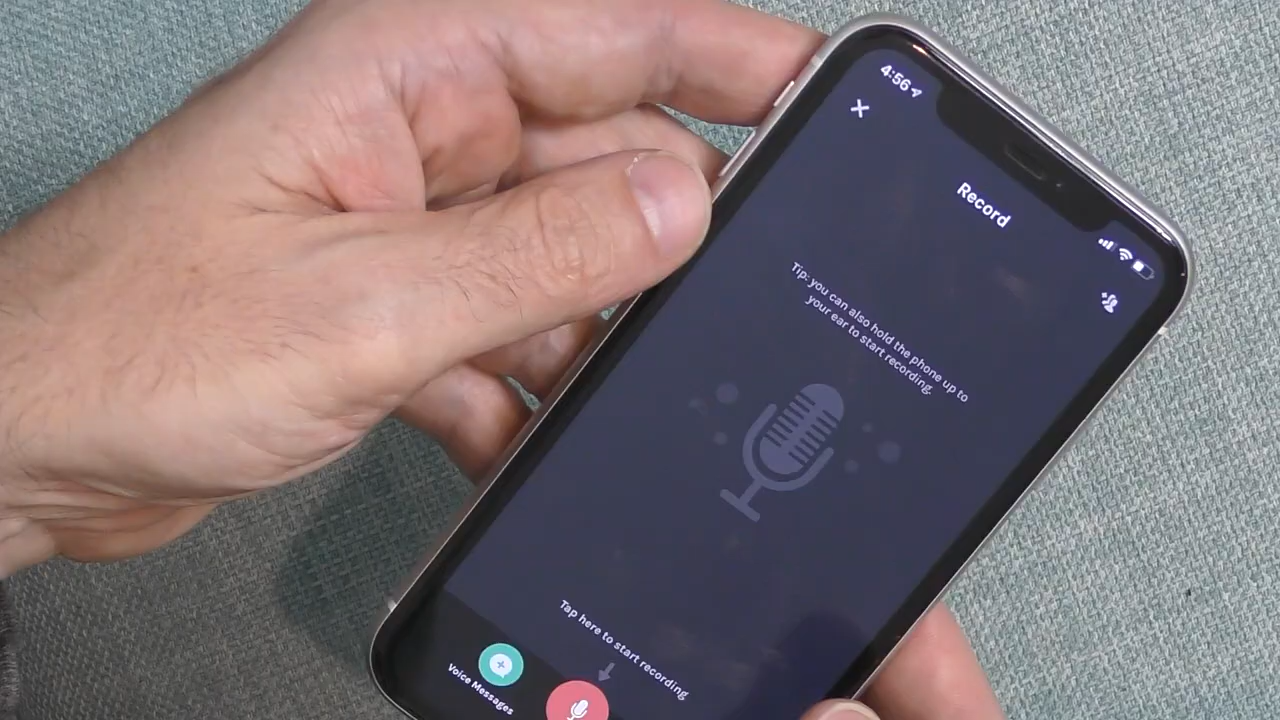 4:56
Record
Tip: you can also hold the phone up to
your ear to start recording.
Tap here to start recording
Voice Messages